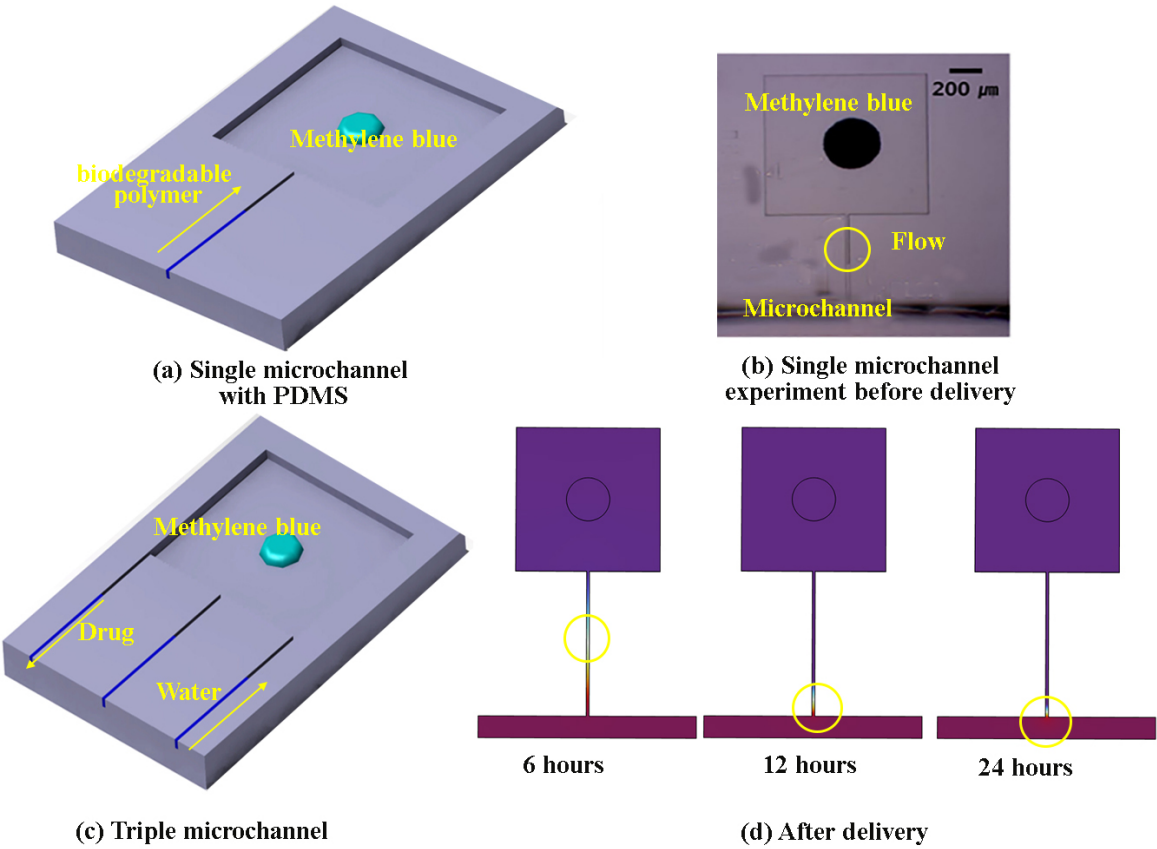 Methylene blue
biodegradable
polymer
(a) Single microchannel
with PDMS
200 μm
Methylene blue
Flow
Microchannel
(b) Single microchannel
experiment before delivery
Methylene blue
Drug
Water
(c) Triple microchannel
6 hours
12 hours
24 hours
(d) After delivery